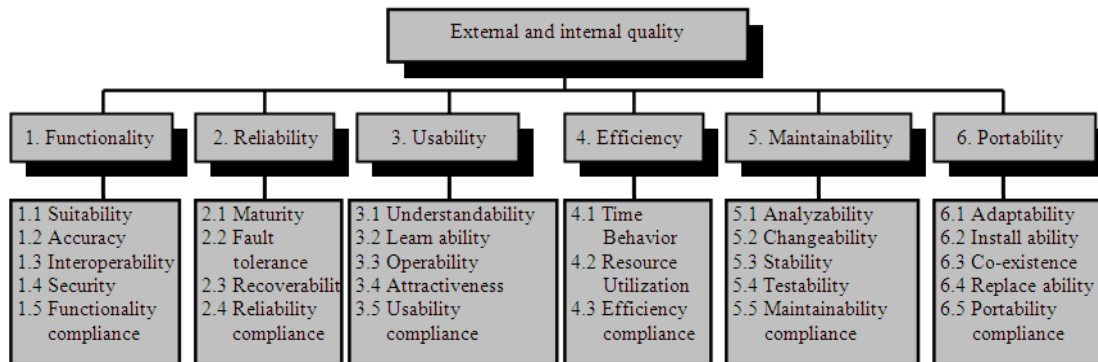 External and internal quality
1. Functionality
2. Reliability
3. Usability
4. Efficiency
5. Maintainability
6. Portability
1.1 Suitability
1.2 Accuracy
1.3 Interoperability
1.4 Security
1.5 Functionality
compliance
2.1 Maturity
2.2 Fault
tolerance
2.3 Recoverabilit
2.4 Reliability
compliance
3.1 Understandability
3.2 Learn ability
3.3 Operability
3.4 Attractiveness
3.5 Usability
compliance
4.1 Time
Behavior
4.2 Resource
Utilization
4.3 Efficiency
compliance
5.1 Analyzability
5.2 Changeability
5.3 Stability
5.4 Testability
5.5 Maintainability
compliance
6.1 Adaptability
6.2 Install ability
6.3 Co-existence
6.4 Replace ability
6.5 Portability
compliance